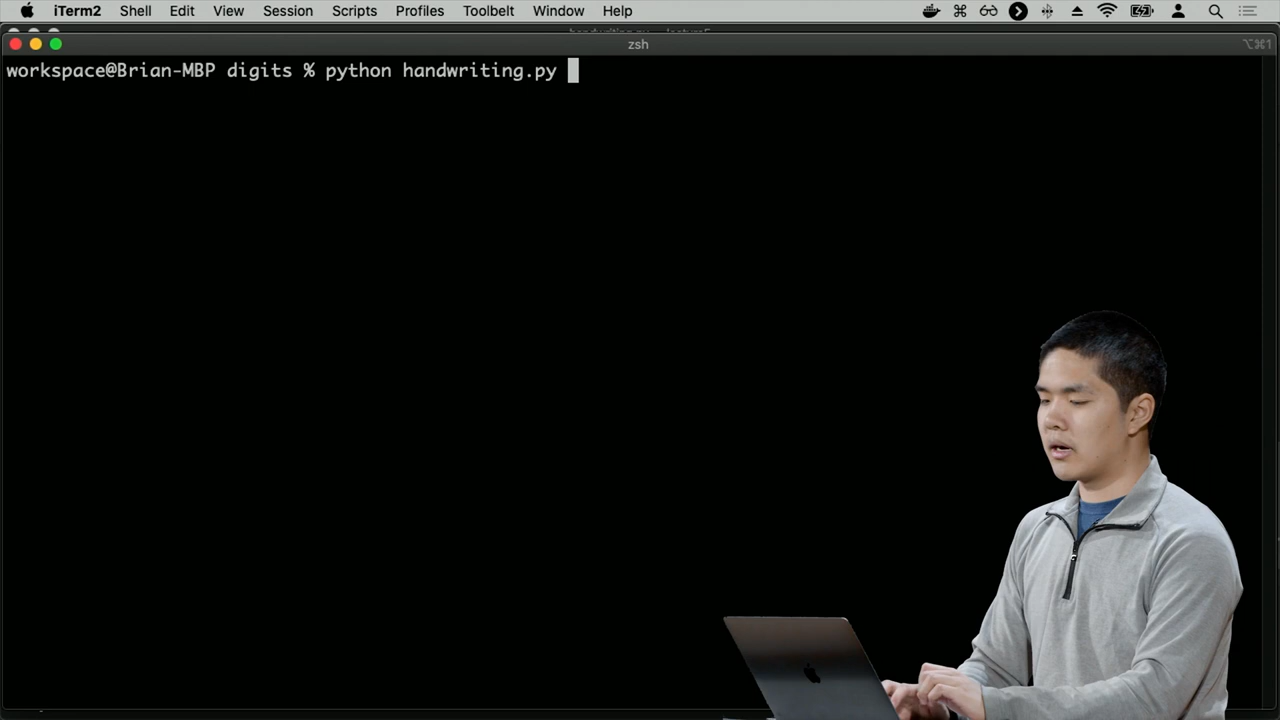 iTerm2 Shell Edit View Session Scripts Profiles Toolbelt Window Help
zsh
⌥⌘1
workspace@Brian-MBP digits % python handwriting.py